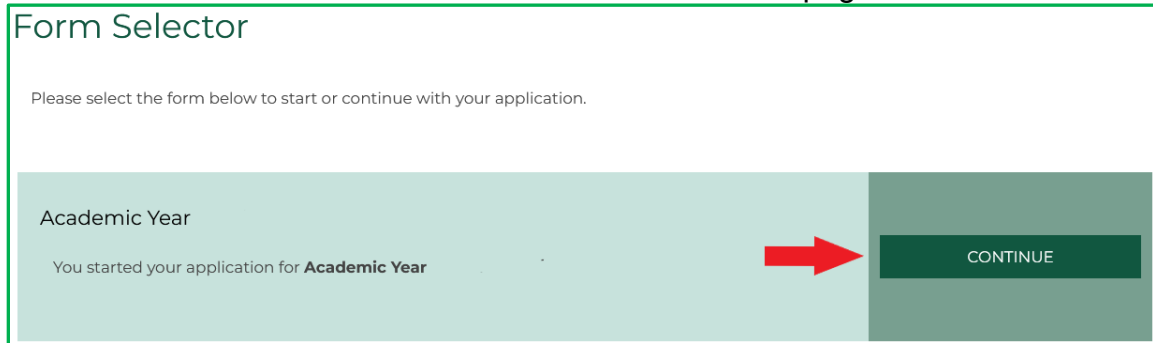 Form Selector
Please select the form below to start or continue with your application.
Academic Year
You started your application for Academic Year
CONTINUE